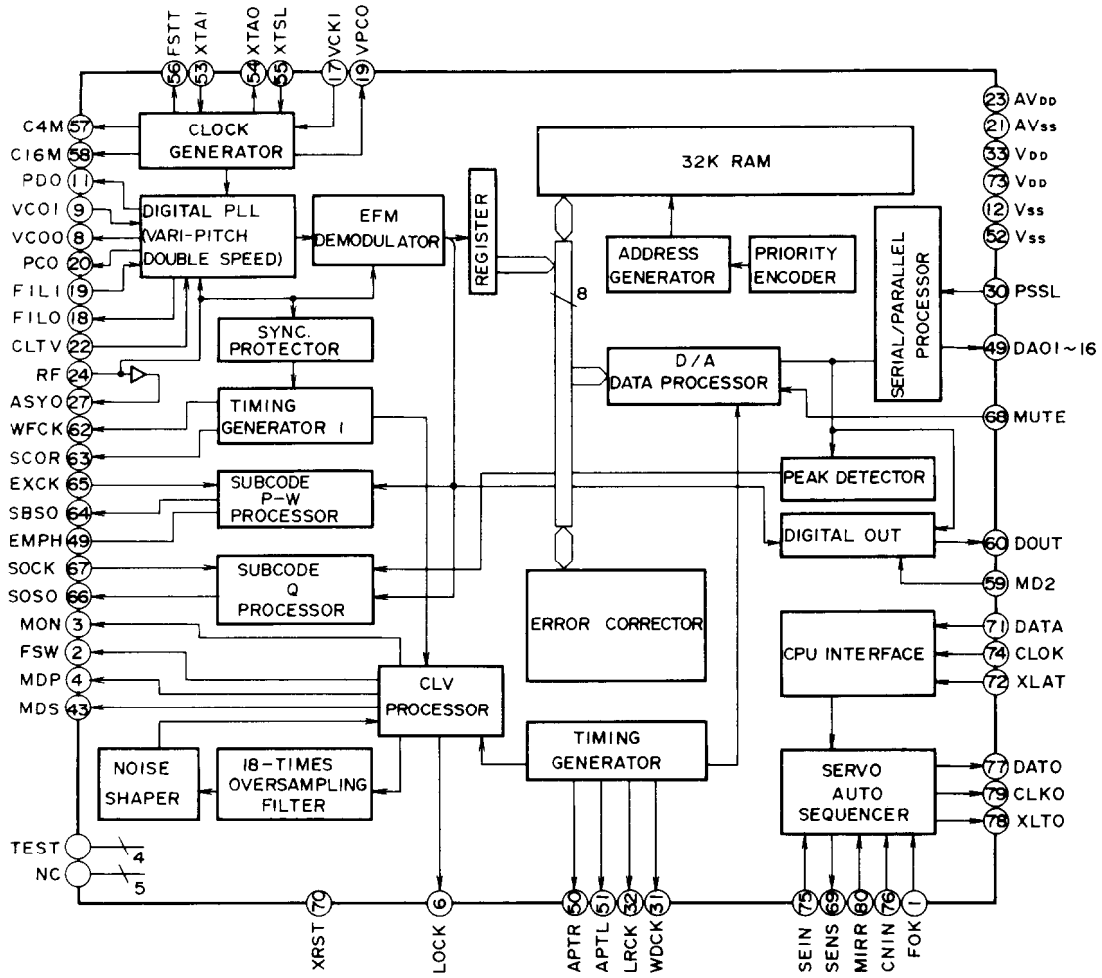 FSTT
XTAI
XTAO
XTSL
VCKI
VPCO
56
53
54
55
17
19
C4M 57
C16M 58
PDO 11
VCOI 9
VCOO 8
PCO 20
FILI 19
FILO 18
CLTV 22
RF 24
ASYO 27
WFCK 62
SCOR 63
EXCK 65
SBSO 64
EMPH 49
SOCK 67
SOSO 66
MON 3
FSW 2
MDP 4
MDS 43
TEST
4
NC
5
CLOCK
GENERATOR
DIGITAL PLL
(VARI-PITCH
DOUBLE SPEED)
EFM
DEMODULATOR
REGISTER
SYNC.
PROTECTOR
TIMING
GENERATOR 1
SUBCODE
P-W
PROCESSOR
SUBCODE
Q
PROCESSOR
CLV
PROCESSOR
NOISE
SHAPER
18-TIMES
OVERSAMPLING
FILTER
32K RAM
ADDRESS
GENERATOR
PRIORITY
ENCODER
8
D/A
DATA PROCESSOR
SERIAL/PARALLEL
PROCESSOR
PEAK DETECTOR
DIGITAL OUT
ERROR CORRECTOR
CPU INTERFACE
TIMING
GENERATOR
SERVO
AUTO
SEQUENCER
23 AVDD
21 AVss
33 VDD
73 VDD
12 Vss
52 Vss
30 PSSL
49 DA01~16
68 MUTE
60 DOUT
59 MD2
71 DATA
74 CLOK
72 XLAT
77 DATO
79 CLKO
78 XLTO
70
6
50
51
32
31
75
69
80
76
1
XRST
LOCK
APTR
APTL
LRCK
WDCK
SEIN
SENS
MIRR
CNIN
FOK